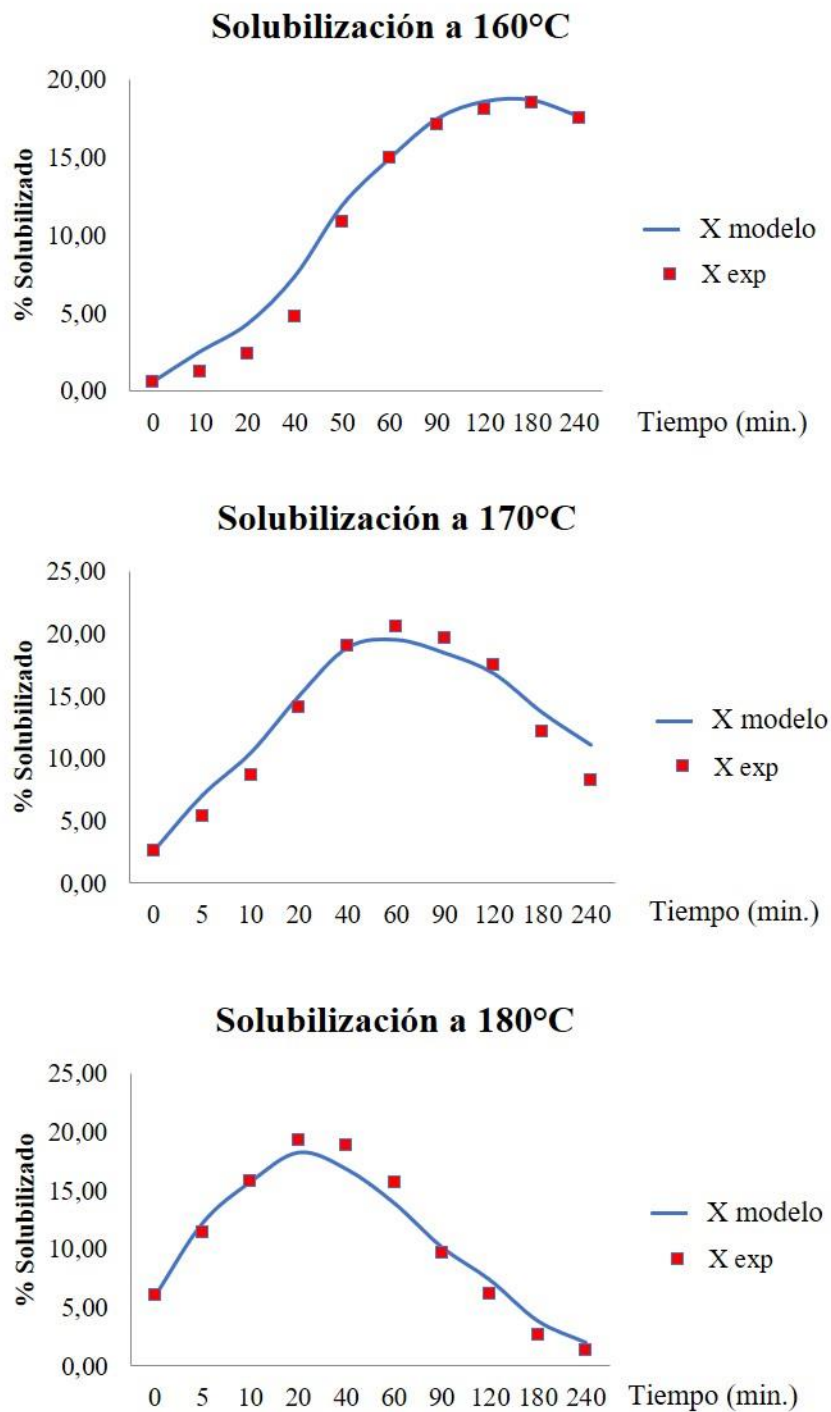 Solubilización a 160°C
20,00
15,00
10,00
5,00
0,00
% Solubilizado
X modelo
X exp
0 10 20 40 50 60 90 120 180 240 Tiempo (min.)
Solubilización a 170°C
25,00
20,00
15,00
10,00
5,00
0,00
% Solubilizado
X modelo
X exp
0 5 10 20 40 60 90 120 180 240 Tiempo (min.)
Solubilización a 180°C
25,00
20,00
15,00
10,00
5,00
0,00
% Solubilizado
X modelo
X exp
0 5 10 20 40 60 90 120 180 240 Tiempo (min.)